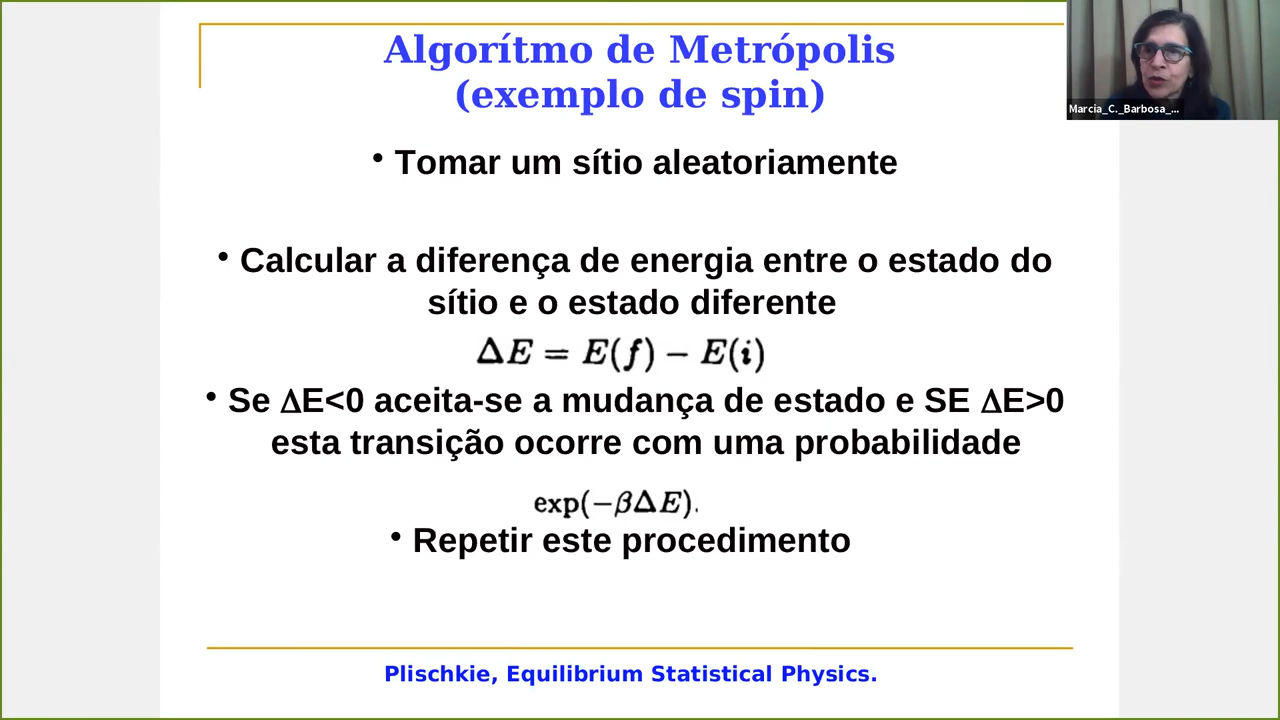 Algorítmo de Metrópolis
(exemplo de spin)
Marcia_C._Barbosa_...
• Tomar um sítio aleatoriamente
• Calcular a diferença de energia entre o estado do
sítio e o estado diferente
ΔE = E(f) − E(i)
• Se ΔE<0 aceita-se a mudança de estado e SE ΔE>0
esta transição ocorre com uma probabilidade
exp(−βΔE).
• Repetir este procedimento
Plischkie, Equilibrium Statistical Physics.